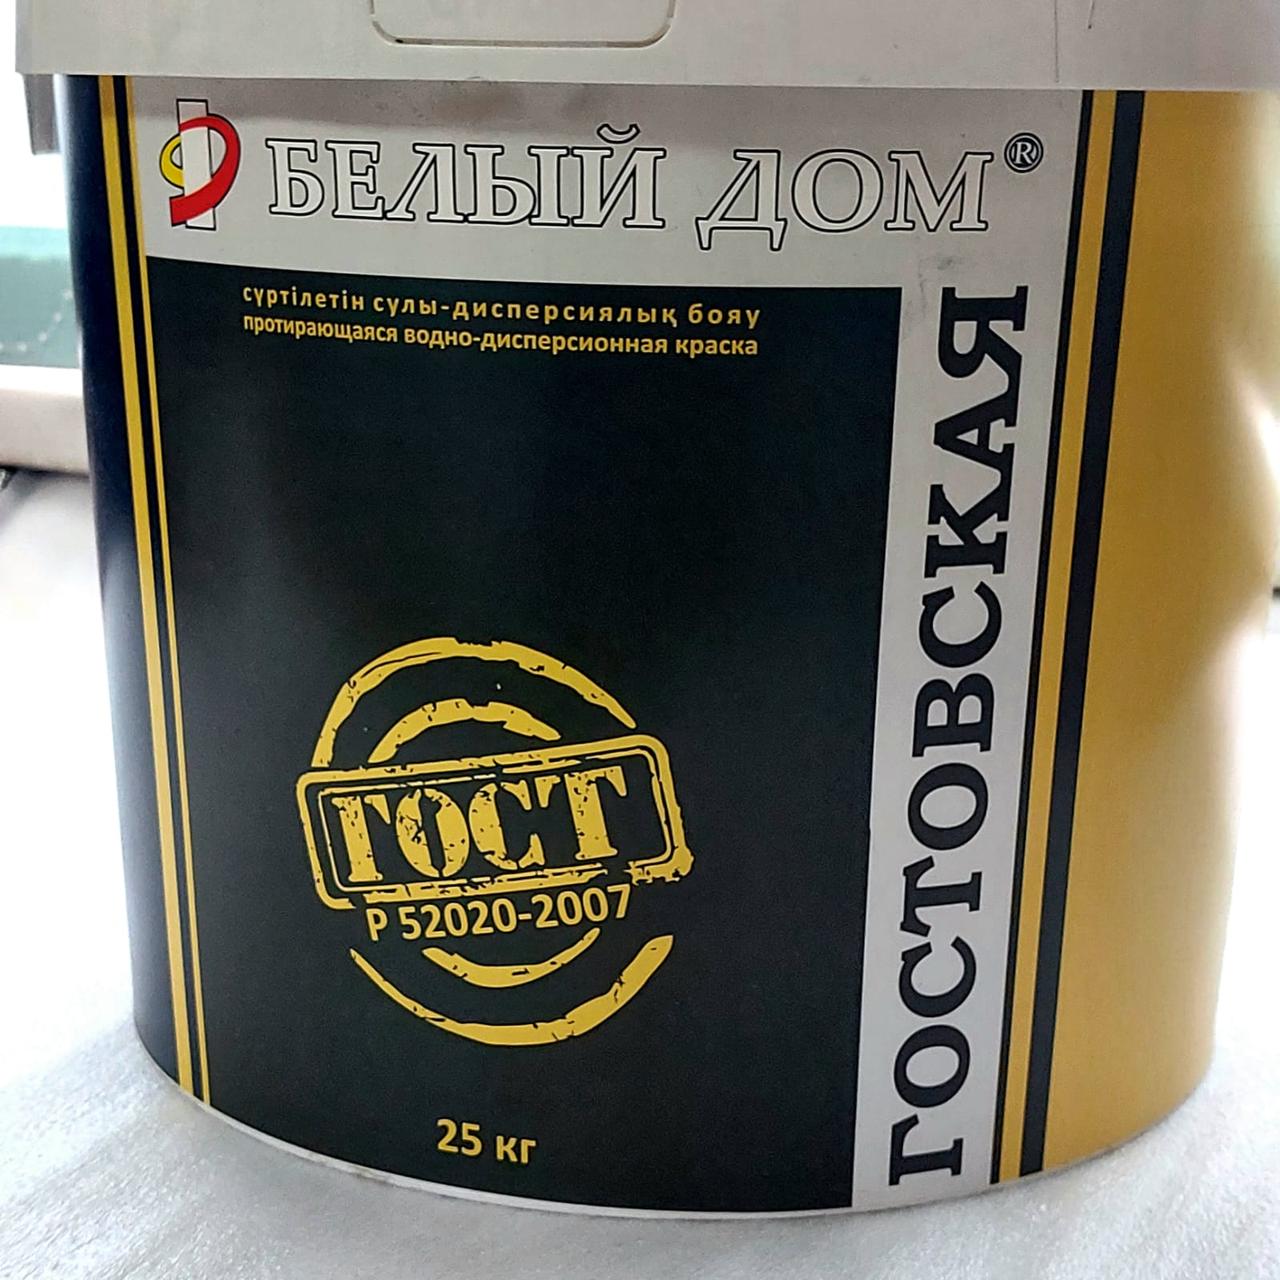 БЕЛЫЙ ДОМ®
сүртілетін сулы-дисперсиялық бояу
протирающаяся водно-дисперсионная краска
ГОСТОВСКАЯ
ГОСТ
Р 52020-2007
25 кг